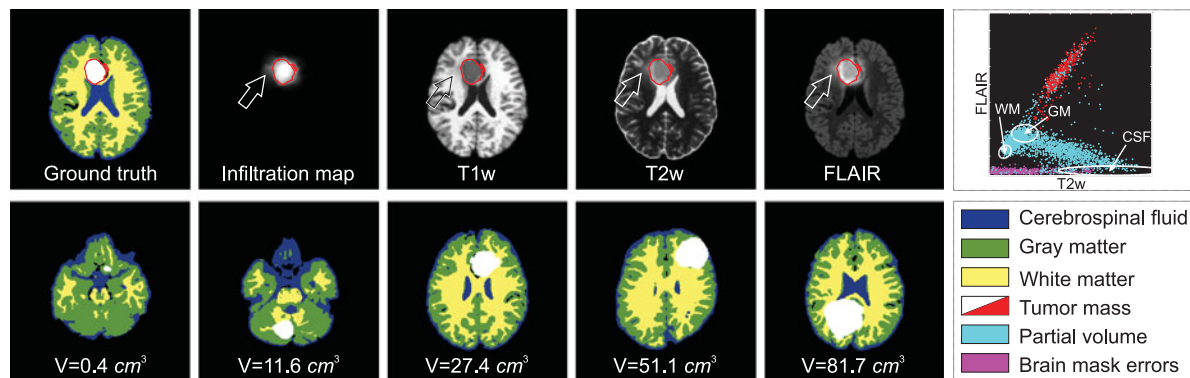 Ground truth
Infiltration map
T1w
T2w
FLAIR
FLAIR
WM
GM
CSF
T2w
V=0.4 cm³
V=11.6 cm³
V=27.4 cm³
V=51.1 cm³
V=81.7 cm³
Cerebrospinal fluid
Gray matter
White matter
Tumor mass
Partial volume
Brain mask errors